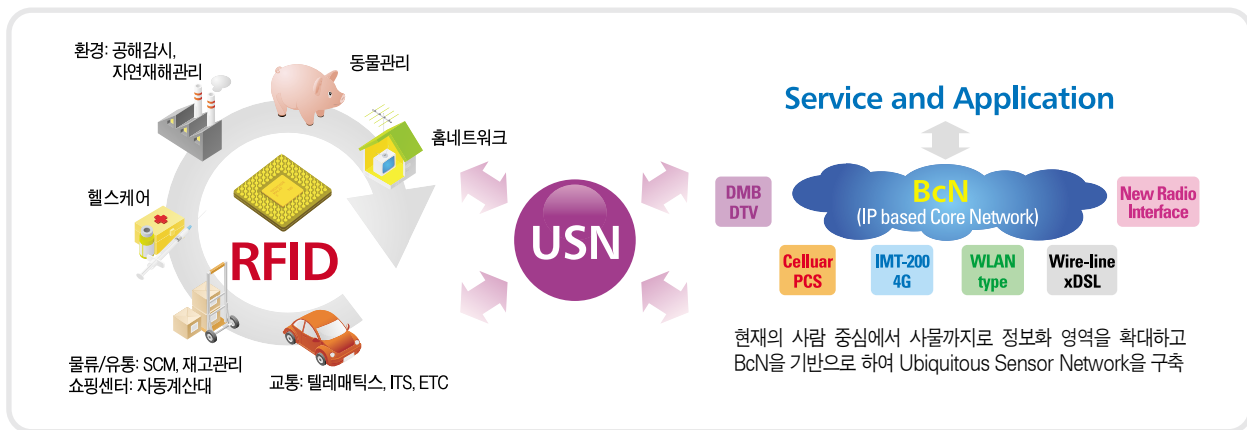 환경: 공해감시,
자연재해관리
동물관리
홈네트워크
헬스케어
RFID
물류/유통: SCM, 재고관리
쇼핑센터: 자동계산대
교통: 텔레매틱스, ITS, ETC
USN
Service and Application
BcN
(IP based Core Network)
DMB
DTV
New Radio
Interface
Celluar
PCS
IMT-200
4G
WLAN
type
Wire-line
xDSL
현재의 사람 중심에서 사물까지로 정보화 영역을 확대하고
BcN을 기반으로 하여 Ubiquitous Sensor Network을 구축